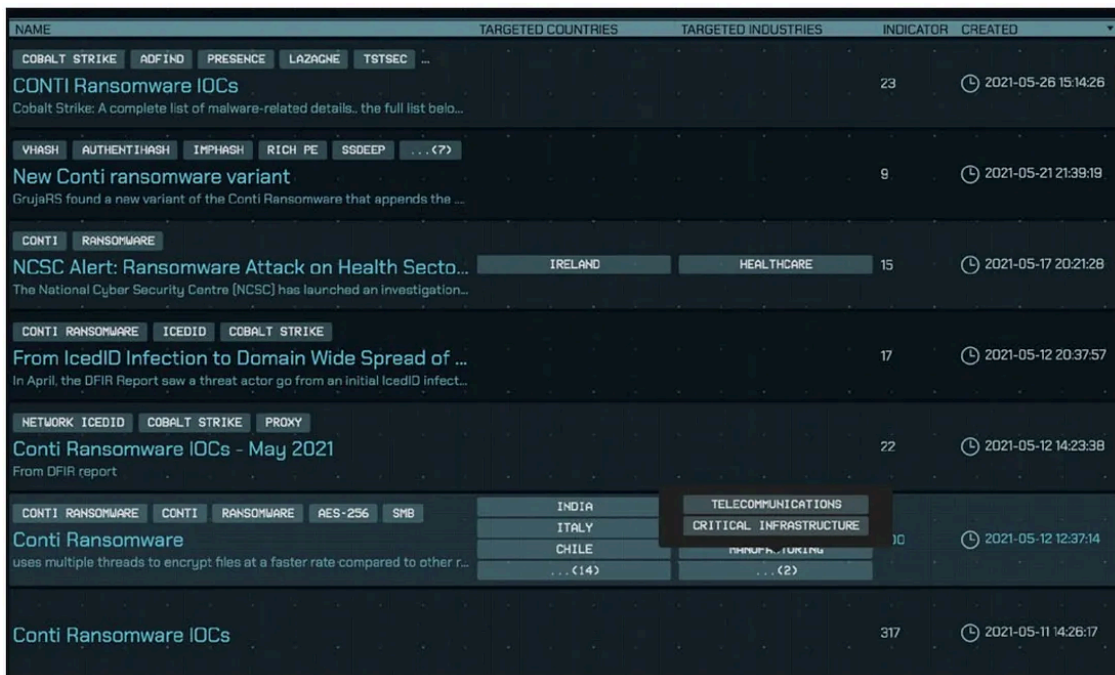 NAME TARGETED COUNTRIES TARGETED INDUSTRIES INDICATOR CREATED
COBALT STRIKE ADFIND PRESENCE LAZAGNE TSTSEC ...
CONTI Ransomware IOCs
Cobalt Strike: A complete list of malware-related details.. the full list belo...
23 2021-05-26 15:14:26
VHASH AUTHENTIHASH IMPHASH RICH PE SSDEEP ...(7)
New Conti ransomware variant
GrujaRS found a new variant of the Conti Ransomware that appends the ....
9 2021-05-21 21:39:19
CONTI RANSOMWARE
NCSC Alert: Ransomware Attack on Health Secto...
The National Cyber Security Centre (NCSC) has launched an investigation...
IRELAND HEALTHCARE 15 2021-05-17 20:21:28
CONTI RANSOMWARE ICEDID COBALT STRIKE
From IcedID Infection to Domain Wide Spread of ...
In April, the DFIR Report saw a threat actor go from an initial IcedID infect...
17 2021-05-12 20:37:57
NETWORK ICEDID COBALT STRIKE PROXY
Conti Ransomware IOCs - May 2021
From DFIR report
22 2021-05-12 14:23:38
CONTI RANSOMWARE CONTI RANSOMWARE AES-256 SMB
Conti Ransomware
uses multiple threads to encrypt files at a faster rate compared to other r...
INDIA
ITALY
CHILE
...(14)
TELECOMMUNICATIONS
CRITICAL INFRASTRUCTURE
MANUFACTURING
...(2)
2021-05-12 12:37:14
Conti Ransomware IOCs
317 2021-05-11 14:26:17